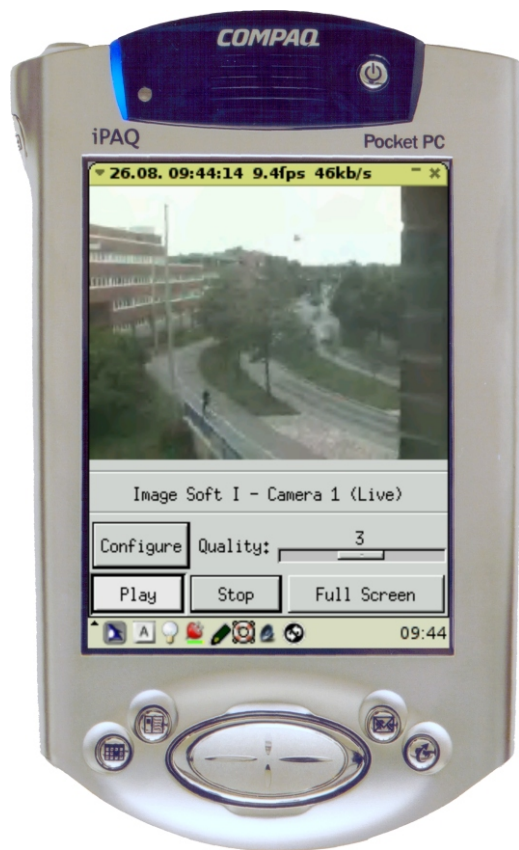 COMPAQ
iPAQ
Pocket PC
26.08. 09:44:14 9.4fps 46kb/s
Image Soft I - Camera 1 (Live)
Configure Quality: 3
Play Stop Full Screen
A 09:44